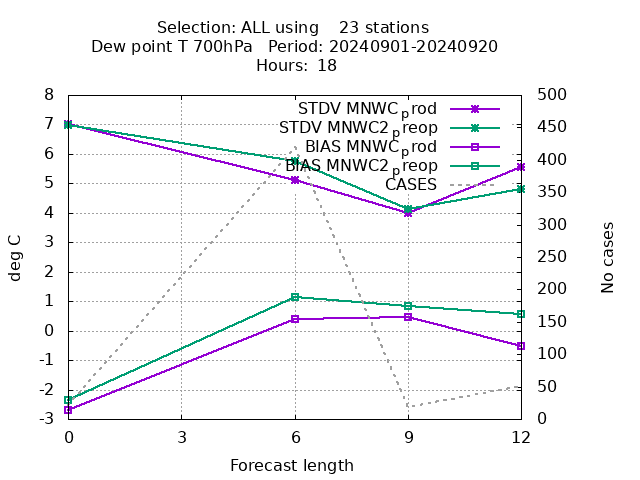 Selection: ALL using    23 stations
Dew point T 700hPa   Period: 20240901-20240920
Hours: 18
8
7
6
5
4
3
2
1
0
-1
-2
-3
500
450
400
350
300
250
200
150
100
50
0
STDV MNWC_prod
STDV MNWC2_preop
BIAS MNWC_prod
BIAS MNWC2_preop
CASES
deg C
No cases
0 3 6 9 12
Forecast length